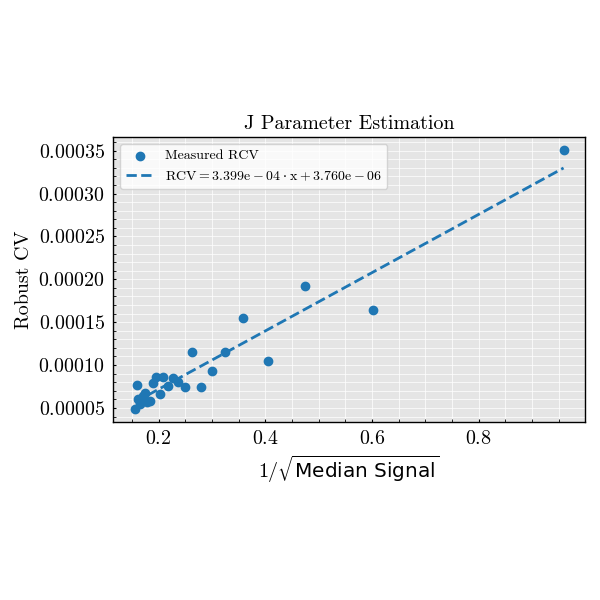 J Parameter Estimation
Measured RCV
RCV = 3.399e − 04 · x + 3.760e − 06
0.00035
0.00030
0.00025
0.00020
0.00015
0.00010
0.00005
Robust CV
0.2 0.4 0.6 0.8
1/√Median Signal